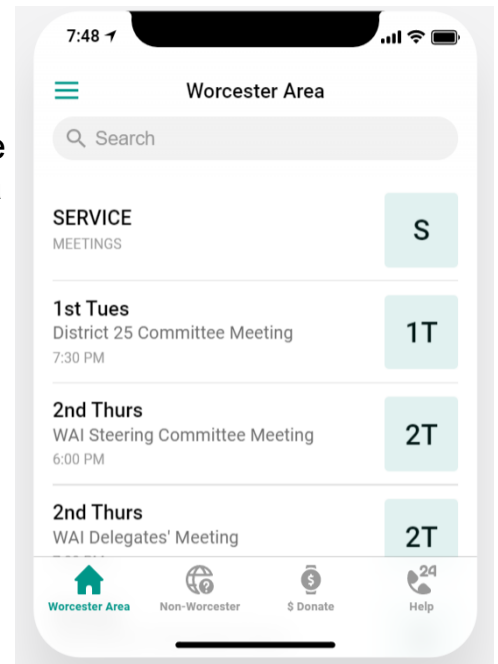 7:48
Worcester Area
Search
SERVICE
MEETINGS
S
1st Tues
District 25 Committee Meeting
7:30 PM
1T
2nd Thurs
WAI Steering Committee Meeting
6:00 PM
2T
2nd Thurs
WAI Delegates' Meeting
2T
24
Worcester Area
Non-Worcester
$ Donate
Help